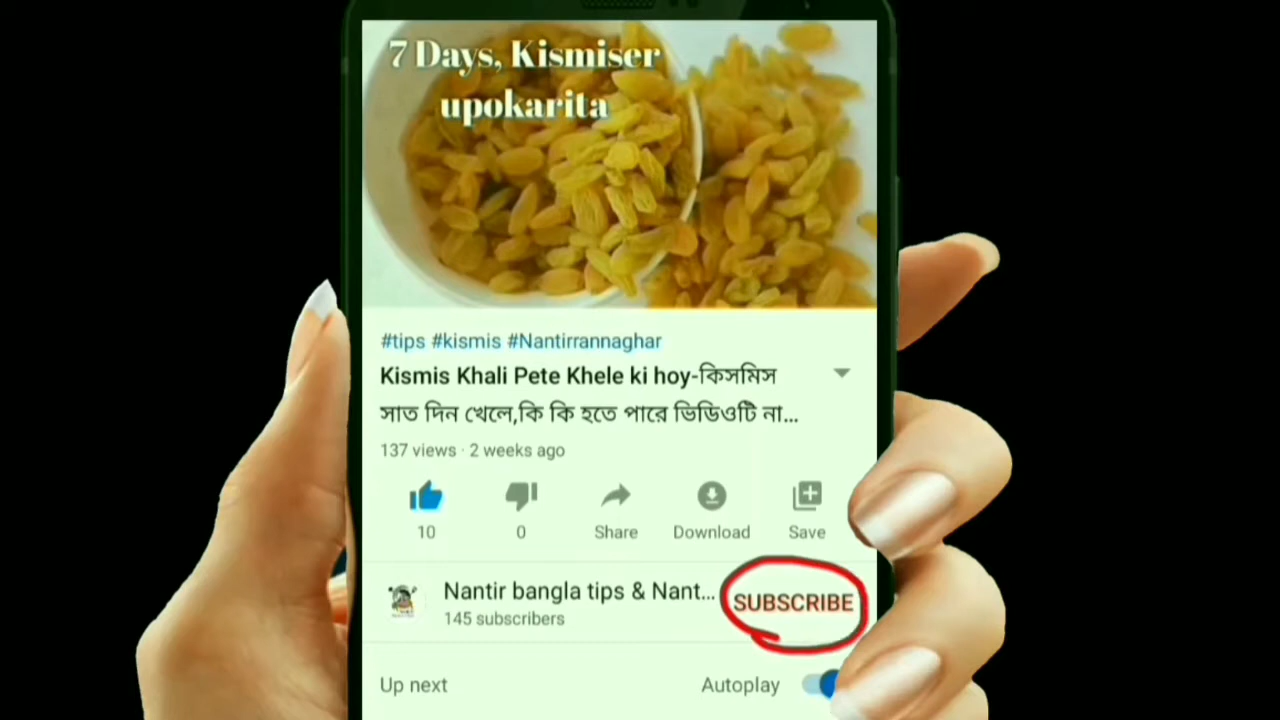 7 Days, Kismiser
upokarita
#tips #kismis #Nantirrannaghar
Kismis Khali Pete Khele ki hoy-কিসমিস
সাত দিন খেলে,কি কি হতে পারে ভিডিওটি না...
137 views · 2 weeks ago
10 0 Share Download Save
Nantir bangla tips & Nant...
SUBSCRIBE
145 subscribers
Up next Autoplay